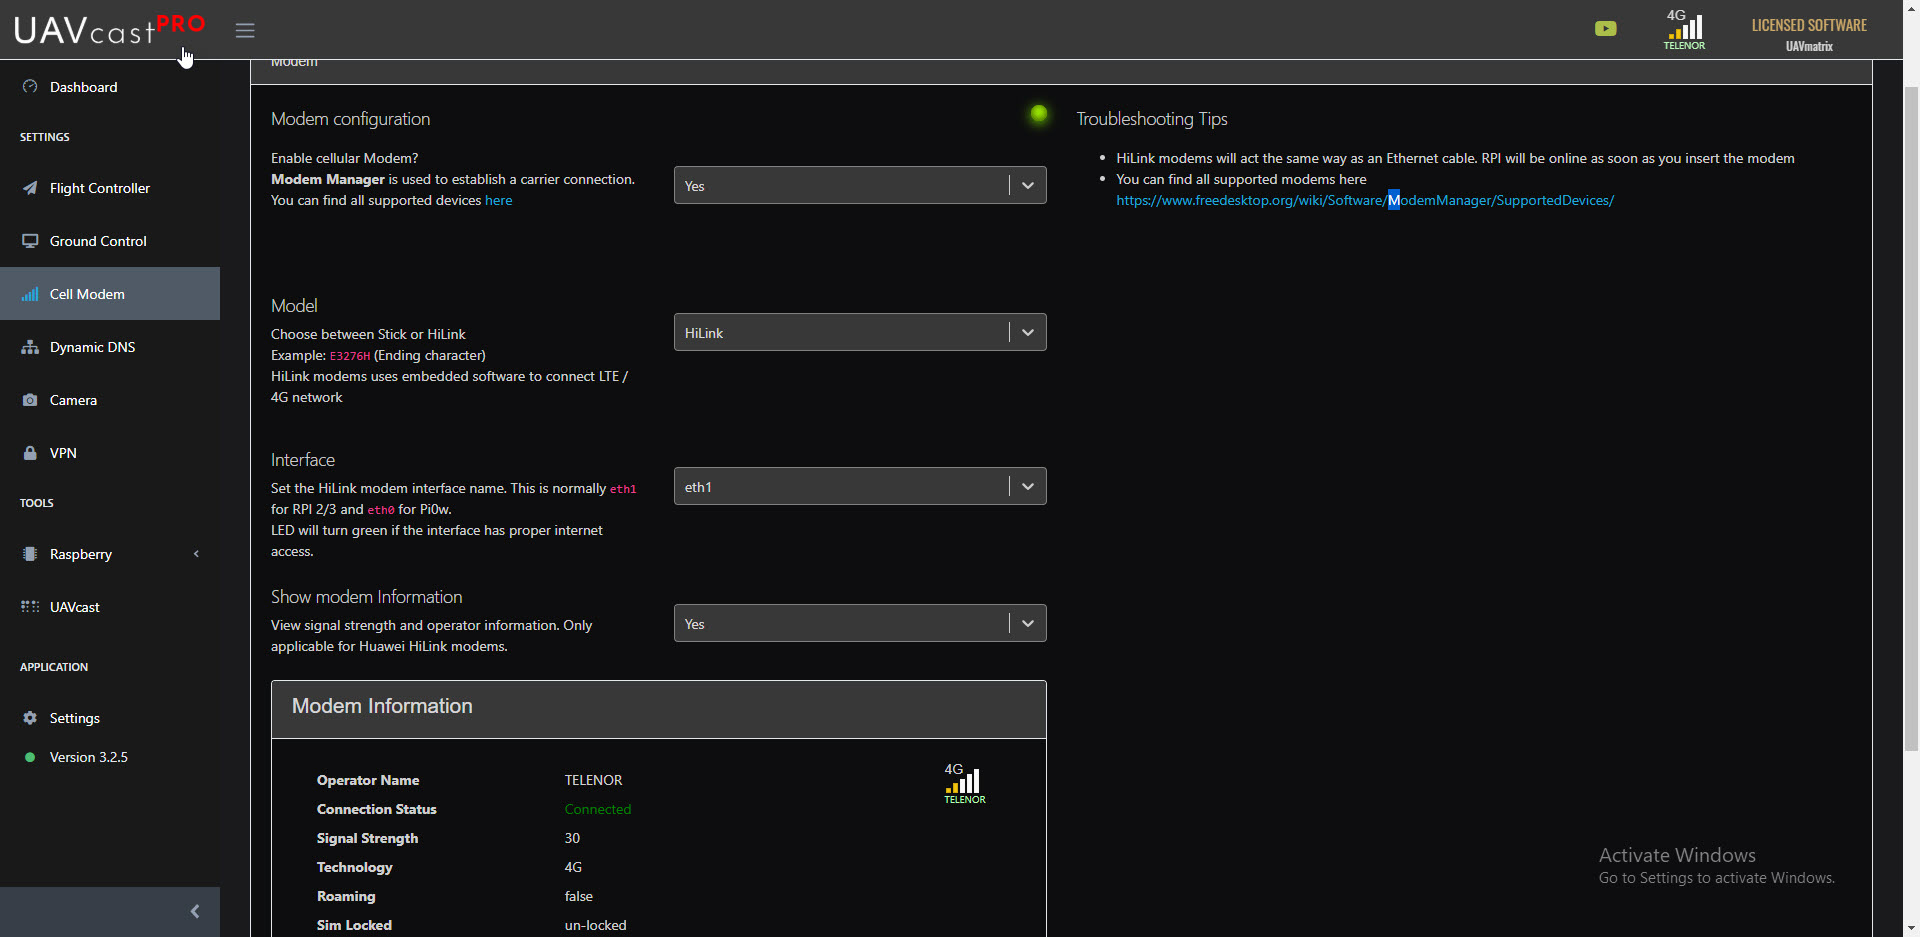 UAVcastPRO
4G
TELENOR
LICENSED SOFTWARE
UAVmatrix
Dashboard
SETTINGS
Flight Controller
Ground Control
Cell Modem
Dynamic DNS
Camera
VPN
TOOLS
Raspberry
UAVcast
APPLICATION
Settings
Version 3.2.5
Modem
Modem configuration
Enable cellular Modem?
Modem Manager is used to establish a carrier connection.
You can find all supported devices here
Yes
Model
Choose between Stick or HiLink
Example: E3276H (Ending character)
HiLink modems uses embedded software to connect LTE /
4G network
HiLink
Interface
Set the HiLink modem interface name. This is normally eth1
for RPI 2/3 and eth0 for Pi0w.
LED will turn green if the interface has proper internet
access.
eth1
Show modem Information
View signal strength and operator information. Only
applicable for Huawei HiLink modems.
Yes
Modem Information
Operator Name TELENOR
Connection Status Connected
Signal Strength 30
Technology 4G
Roaming false
Sim Locked un-locked
4G
TELENOR
Troubleshooting Tips
HiLink modems will act the same way as an Ethernet cable. RPI will be online as soon as you insert the modem
You can find all supported modems here
https://www.freedesktop.org/wiki/Software/ModemManager/SupportedDevices/
Activate Windows
Go to Settings to activate Windows.